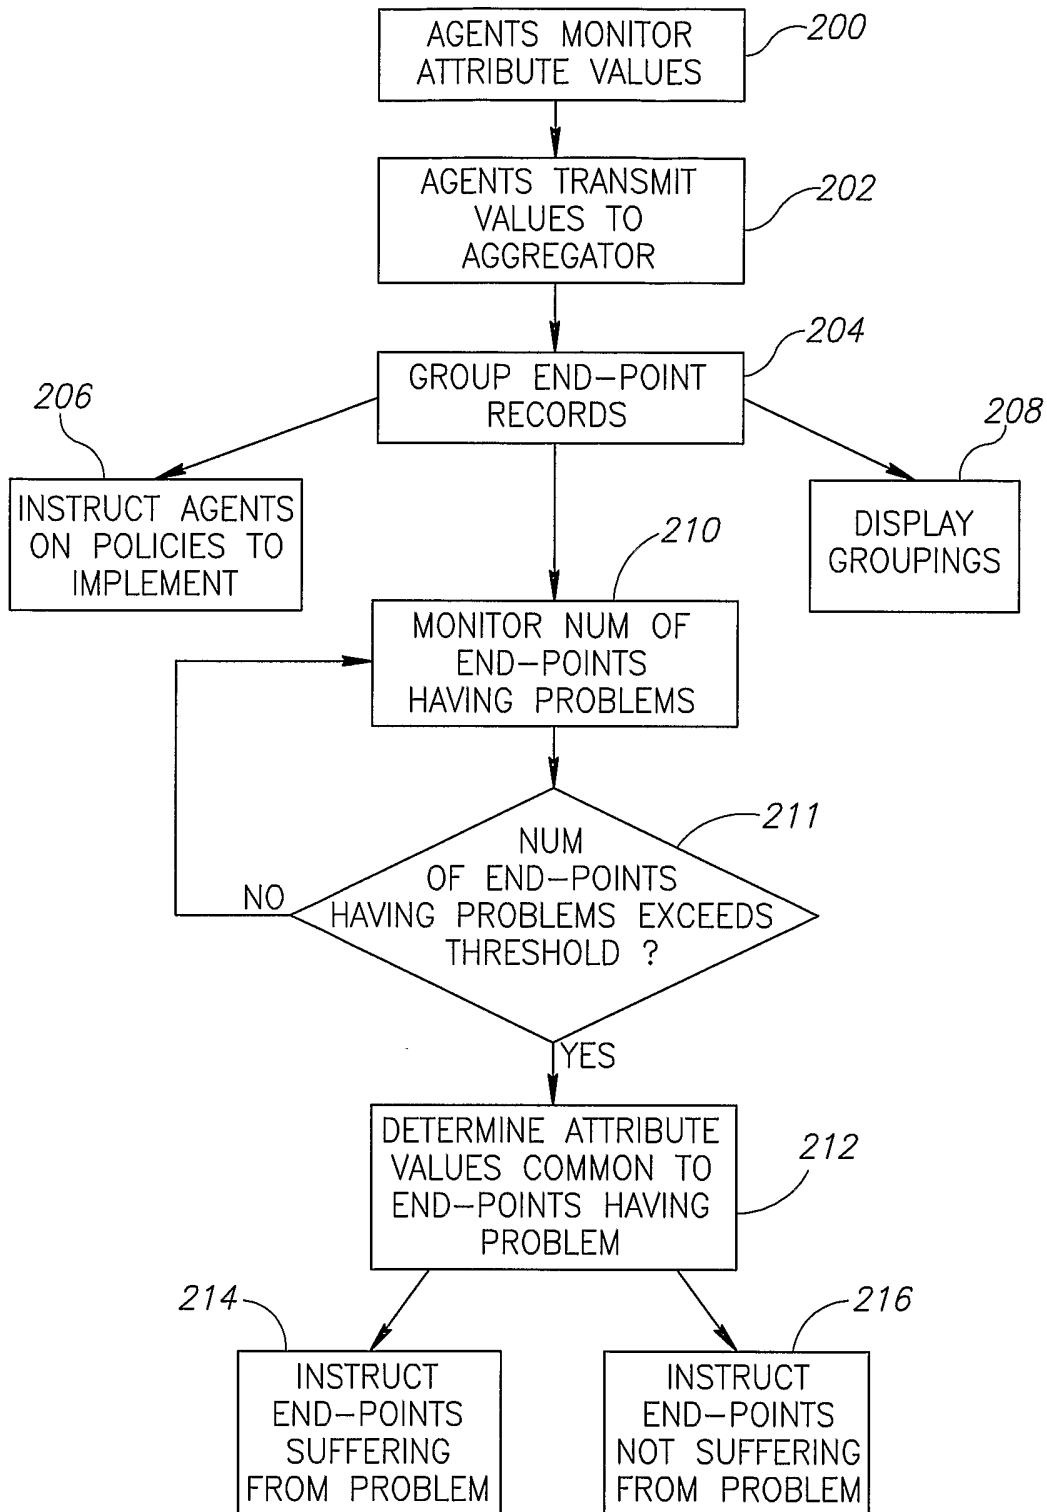 AGENTS MONITOR
ATTRIBUTE VALUES
200
AGENTS TRANSMIT
VALUES TO
AGGREGATOR
202
GROUP END-POINT
RECORDS
204
206
INSTRUCT AGENTS
ON POLICIES TO
IMPLEMENT
208
DISPLAY
GROUPINGS
210
MONITOR NUM OF
END-POINTS
HAVING PROBLEMS
211
NUM
OF END-POINTS
HAVING PROBLEMS EXCEEDS
THRESHOLD ?
NO
YES
DETERMINE ATTRIBUTE
VALUES COMMON TO
END-POINTS HAVING
PROBLEM
212
214
INSTRUCT
END-POINTS
SUFFERING
FROM PROBLEM
216
INSTRUCT
END-POINTS
NOT SUFFERING
FROM PROBLEM